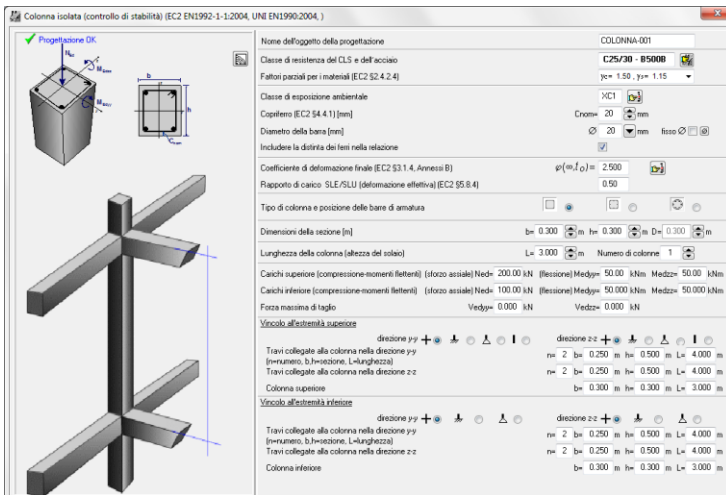 Colonna isolata (controllo di stabilità) (EC2 EN1992-1-1:2004, UNI EN1990:2004, )
Progettazione OK
Nome dell'oggetto della progettazione COLONNA-001
Classe di resistenza del CLS e dell'acciaio C25/30 - B500B
Fattori parziali per i materiali (EC2 §2.4.2.4) γc= 1.50 , γs= 1.15
Classe di esposizione ambientale XC1
Copriferro (EC2 §4.4.1) [mm] Cnom= 20 mm
Diametro della barra [mm] Ø 20 mm fisso Ø Ø
Includere la distinta dei ferri nella relazione
Coefficiente di deformazione finale (EC2 §3.1.4, Annessi B) φ(∞,t₀)= 2.500
Rapporto di carico SLE/SLU (deformazione effettiva) (EC2 §5.8.4) 0.50
Tipo di colonna e posizione delle barre di armatura
Dimensioni della sezione [m] b= 0.300 m h= 0.300 m D= 0.300 m
Lunghezza della colonna (altezza del solaio) L= 3.000 m Numero di colonne 1
Carichi superiore (compressione-momenti flettenti) (sforzo assiale) Ned= 200.00 kN (flessione) Medyy= 50.00 kNm Medzz= 50.00 kNm
Carichi inferiore (compressione-momenti flettenti) (sforzo assiale) Ned= 100.00 kN (flessione) Medyy= 50.000 kNm Medzz= 50.000 kNm
Forza massima di taglio Vedyy= 0.000 kN Vedzz= 0.000 kN
Vincolo all'estremità superiore
direzione y-y direzione z-z
Travi collegate alla colonna nella direzione y-y n= 2 b= 0.250 m h= 0.500 m L= 4.000 m
(n=numero, b,h=sezione, L=lunghezza)
Travi collegate alla colonna nella direzione z-z n= 2 b= 0.250 m h= 0.500 m L= 4.000 m
Colonna superiore b= 0.300 m h= 0.300 m L= 3.000 m
Vincolo all'estremità inferiore
direzione y-y direzione z-z
Travi collegate alla colonna nella direzione y-y n= 2 b= 0.250 m h= 0.500 m L= 4.000 m
(n=numero, b,h=sezione, L=lunghezza)
Travi collegate alla colonna nella direzione z-z n= 2 b= 0.250 m h= 0.500 m L= 4.000 m
Colonna inferiore b= 0.300 m h= 0.300 m L= 3.000 m
b
h